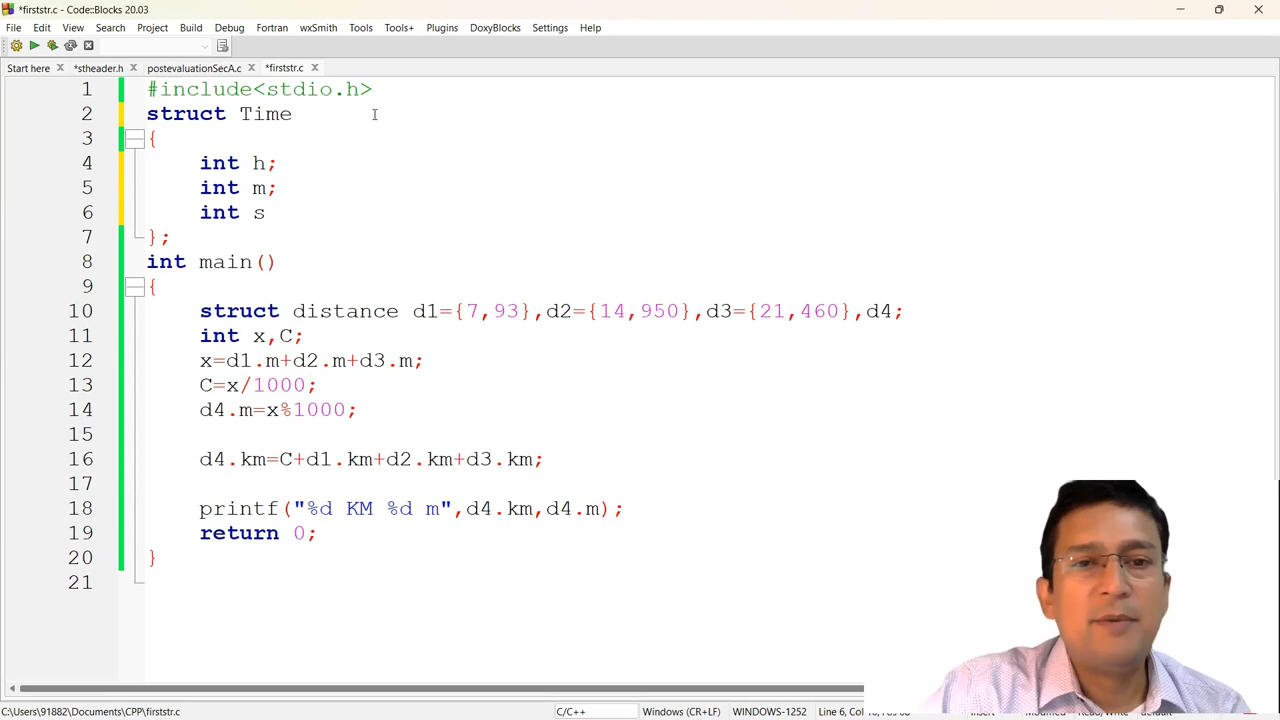 *firststr.c - Code::Blocks 20.03
File Edit View Search Project Build Debug Fortran wxSmith Tools Tools+ Plugins DoxyBlocks Settings Help
Start here *stheader.h postevaluationSecA.c *firststr.c
1 #include<stdio.h>
2 struct Time
3 {
4 int h;
5 int m;
6 int s
7 };
8 int main()
9 {
10 struct distance d1={7,93},d2={14,950},d3={21,460},d4;
11 int x,C;
12 x=d1.m+d2.m+d3.m;
13 C=x/1000;
14 d4.m=x%1000;
15
16 d4.km=C+d1.km+d2.km+d3.km;
17
18 printf("%d KM %d m",d4.km,d4.m);
19 return 0;
20 }
21
C:\Users\91882\Documents\CPP\firststr.c C/C++ Windows (CR+LF) WINDOWS-1252